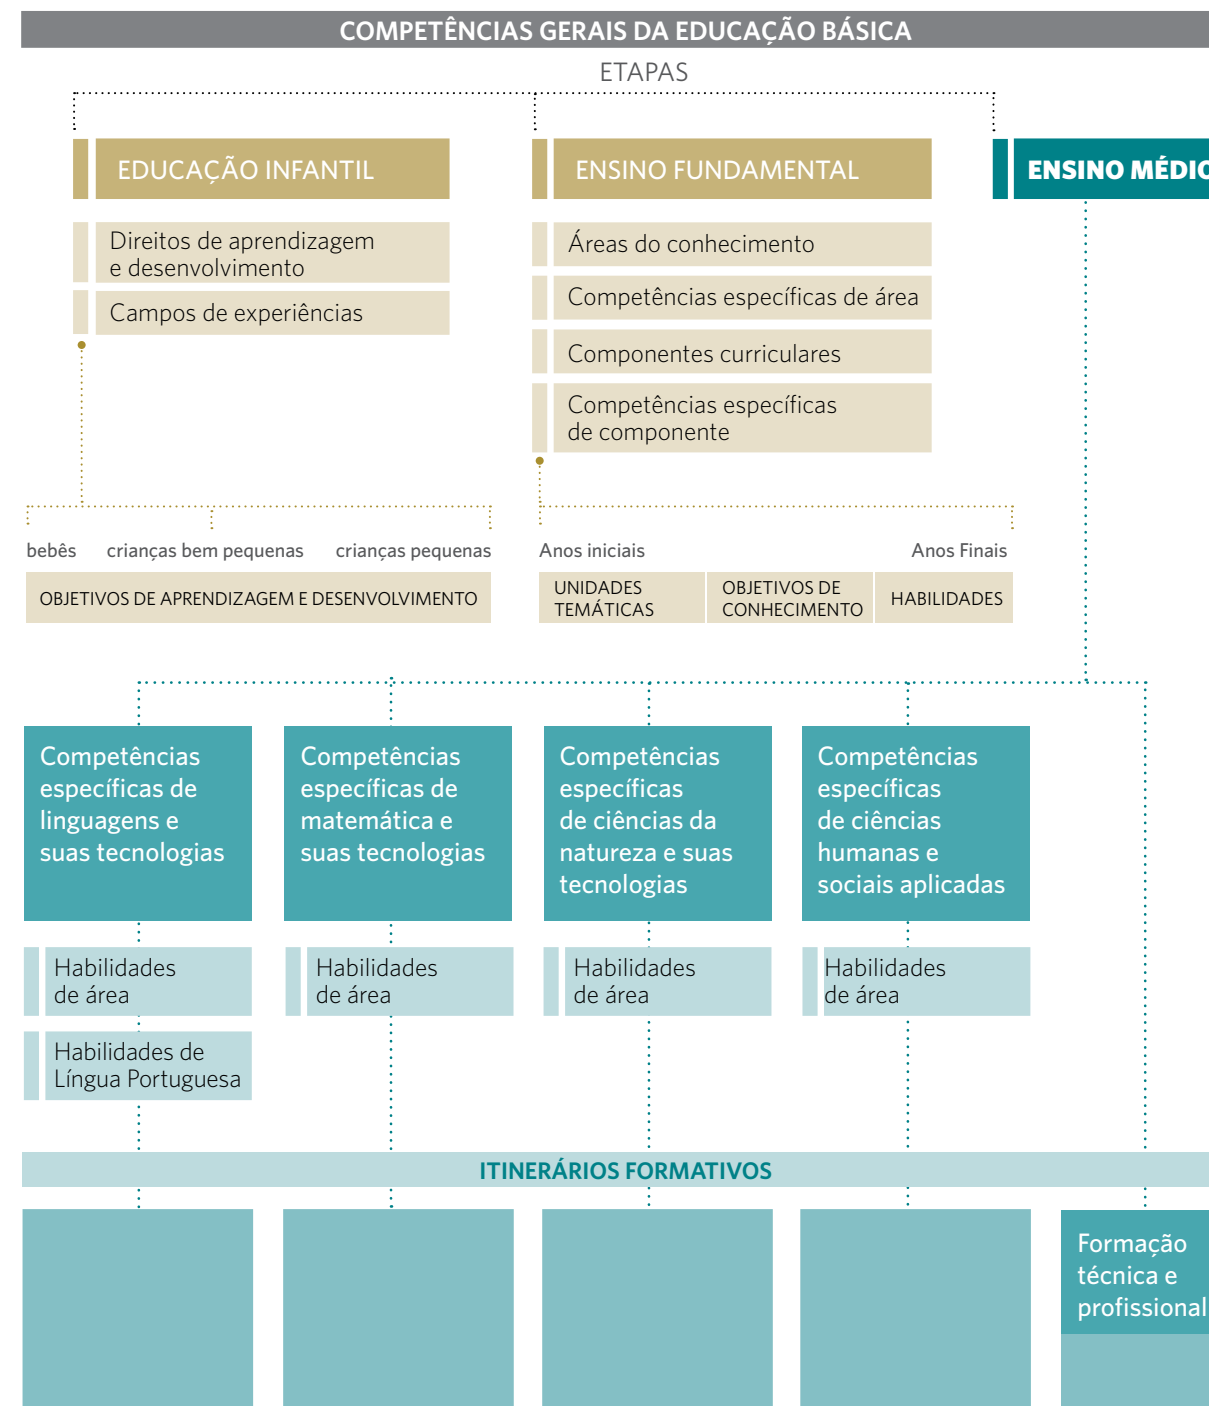 COMPETÊNCIAS GERAIS DA EDUCAÇÃO BÁSICA
ETAPAS
EDUCAÇÃO INFANTIL
Direitos de aprendizagem
e desenvolvimento
Campos de experiências
bebês
crianças bem pequenas
crianças pequenas
OBJETIVOS DE APRENDIZAGEM E DESENVOLVIMENTO
ENSINO FUNDAMENTAL
Áreas do conhecimento
Competências específicas de área
Componentes curriculares
Competências específicas
de componente
Anos iniciais
Anos Finais
UNIDADES
TEMÁTICAS
OBJETIVOS DE
CONHECIMENTO
HABILIDADES
ENSINO MÉDIO
Competências
específicas de
linguagens e
suas tecnologias
Habilidades
de área
Habilidades de
Língua Portuguesa
Competências
específicas de
matemática e
suas tecnologias
Habilidades
de área
Competências
específicas
de ciências da
natureza e suas
tecnologias
Habilidades
de área
Competências
específicas
de ciências
humanas e
sociais aplicadas
Habilidades
de área
ITINERÁRIOS FORMATIVOS
Formação
técnica e
profissional